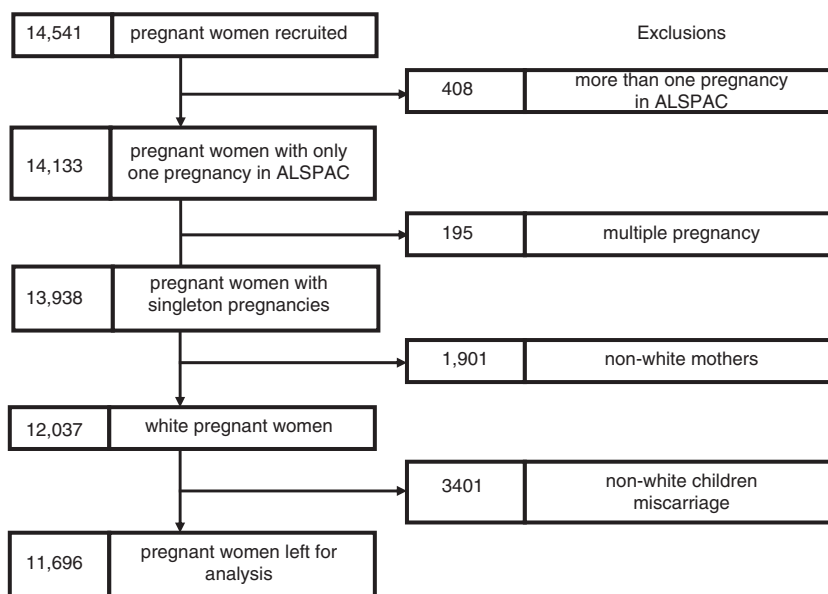 14,541 pregnant women recruited
Exclusions
408 more than one pregnancy
in ALSPAC
14,133 pregnant women with only
one pregnancy in ALSPAC
195 multiple pregnancy
13,938 pregnant women with
singleton pregnancies
1,901 non-white mothers
12,037 white pregnant women
3401 non-white children
miscarriage
11,696 pregnant women left for
analysis